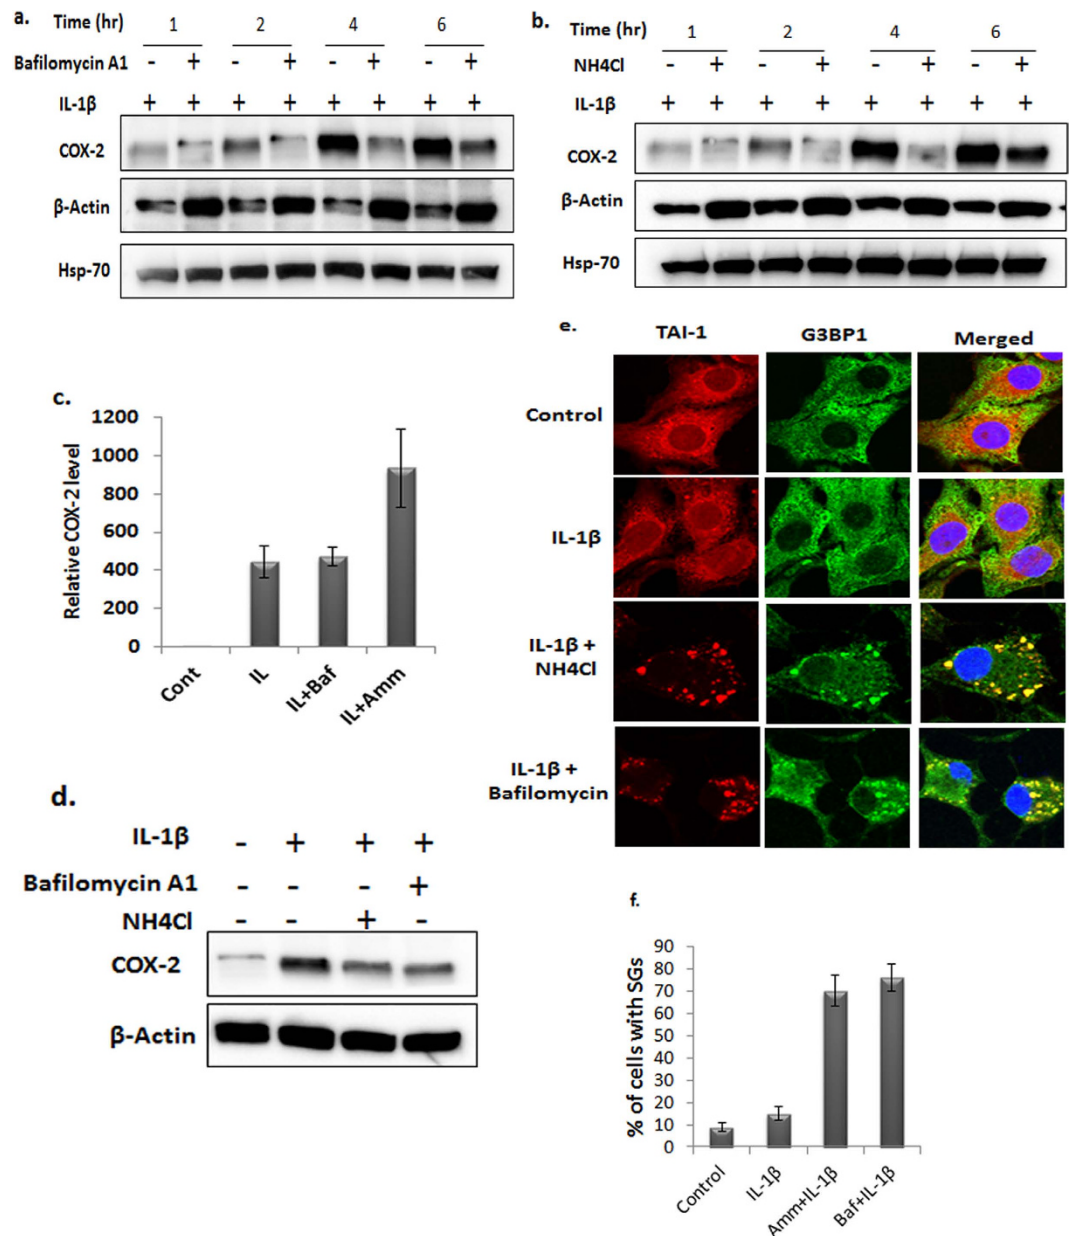 a.
Time (hr) 1 2 4 6
Bafilomycin A1 - + - + - + - +
IL-1β + + + + + + + +
COX-2
β-Actin
Hsp-70
b.
Time (hr) 1 2 4 6
NH4Cl - + - + - + - +
IL-1β + + + + + + + +
COX-2
β-Actin
Hsp-70
c.
Relative COX-2 level
1200
1000
800
600
400
200
0
Cont IL IL+Baf IL+Amm
d.
IL-1β - + + +
Bafilomycin A1 - - - +
NH4Cl - - + -
COX-2
β-Actin
e.
TAI-1 G3BP1 Merged
Control
IL-1β
IL-1β +
NH4Cl
IL-1β +
Bafilomycin
f.
% of cells with SGs
90
80
70
60
50
40
30
20
10
0
Control IL-1β Amm+IL-1β Baf+IL-1β